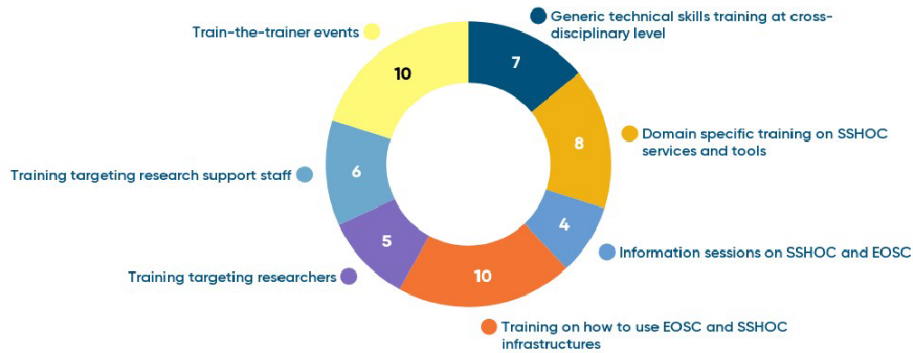 Generic technical skills training at cross-
disciplinary level
Train-the-trainer events
7
10
Domain specific training on SSHOC
services and tools
8
Training targeting research support staff
6
4
5
Information sessions on SSHOC and EOSC
Training targeting researchers
10
Training on how to use EOSC and SSHOC
infrastructures